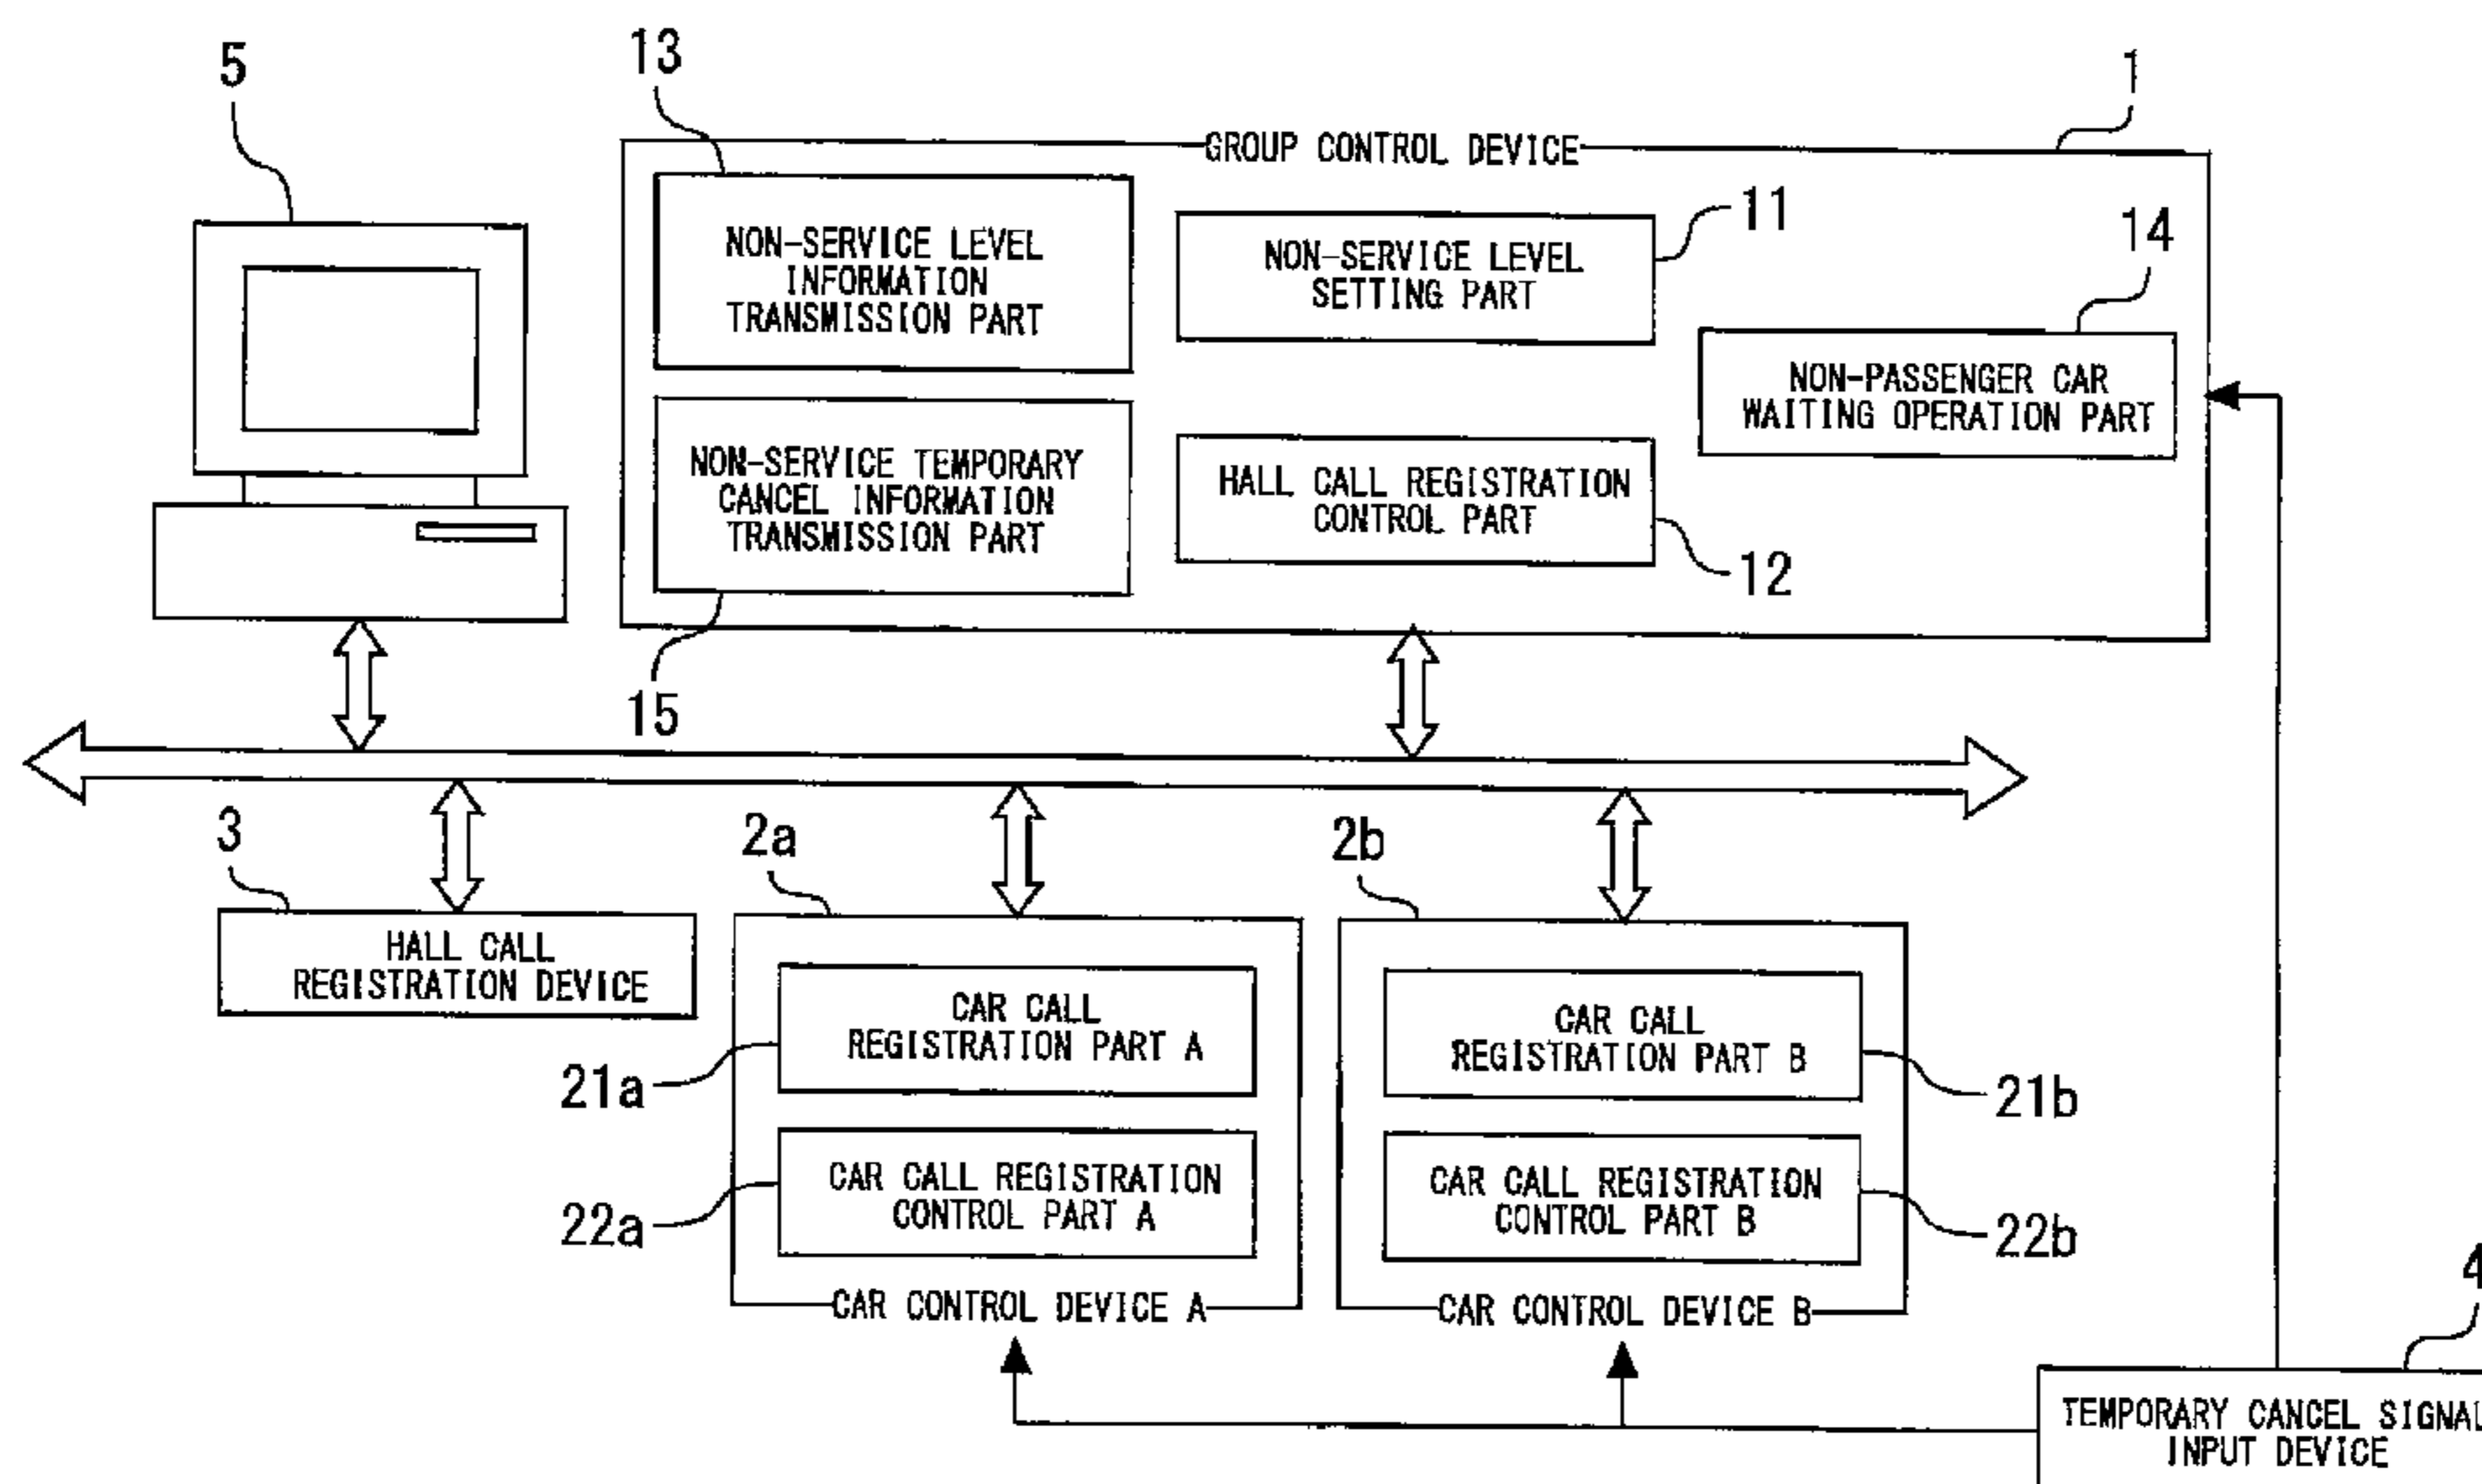 5
13
1
GROUP CONTROL DEVICE
NON-SERVICE LEVEL
INFORMATION
TRANSMISSION PART
NON-SERVICE LEVEL
SETTING PART
11
14
NON-PASSENGER CAR
WAITING OPERATION PART
NON-SERVICE TEMPORARY
CANCEL INFORMATION
TRANSMISSION PART
HALL CALL REGISTRATION
CONTROL PART
12
15
3
2a
2b
HALL CALL
REGISTRATION DEVICE
CAR CALL
REGISTRATION PART A
21a
CAR CALL REGISTRATION
CONTROL PART A
22a
CAR CONTROL DEVICE A
CAR CALL
REGISTRATION PART B
21b
CAR CALL REGISTRATION
CONTROL PART B
22b
CAR CONTROL DEVICE B
4
TEMPORARY CANCEL SIGNAL
INPUT DEVICE